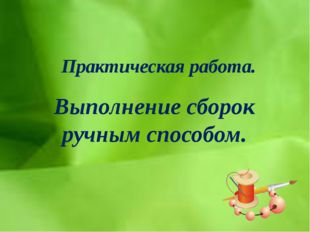 Практическая работа.
Выполнение сборок
ручным способом.